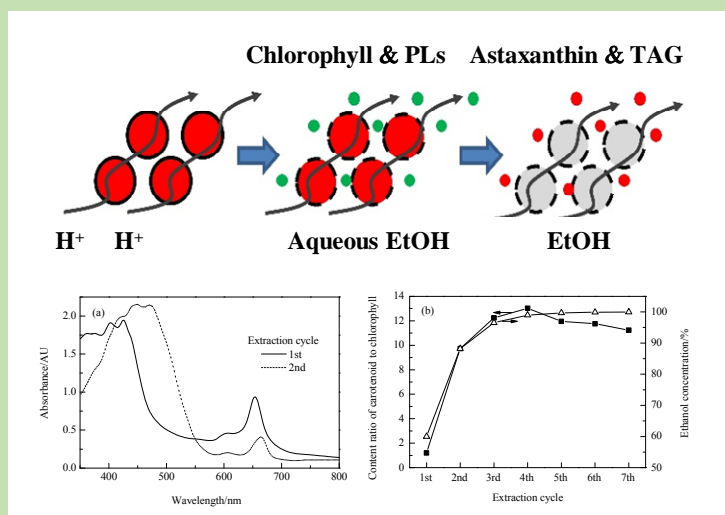 Chlorophyll & PLs Astaxanthin & TAG
H⁺ H⁺ Aqueous EtOH EtOH
(a)
Extraction cycle
1st
2nd
Absorbance/AU
2.0
1.5
1.0
0.5
0.0
400 500 600 700 800
Wavelength/nm
(b)
Content ratio of carotenoid to chlorophyll
14
12
10
8
6
4
2
0
100
90
80
70
60
50
Ethanol concentration/%
1st 2nd 3rd 4th 5th 6th 7th
Extraction cycle